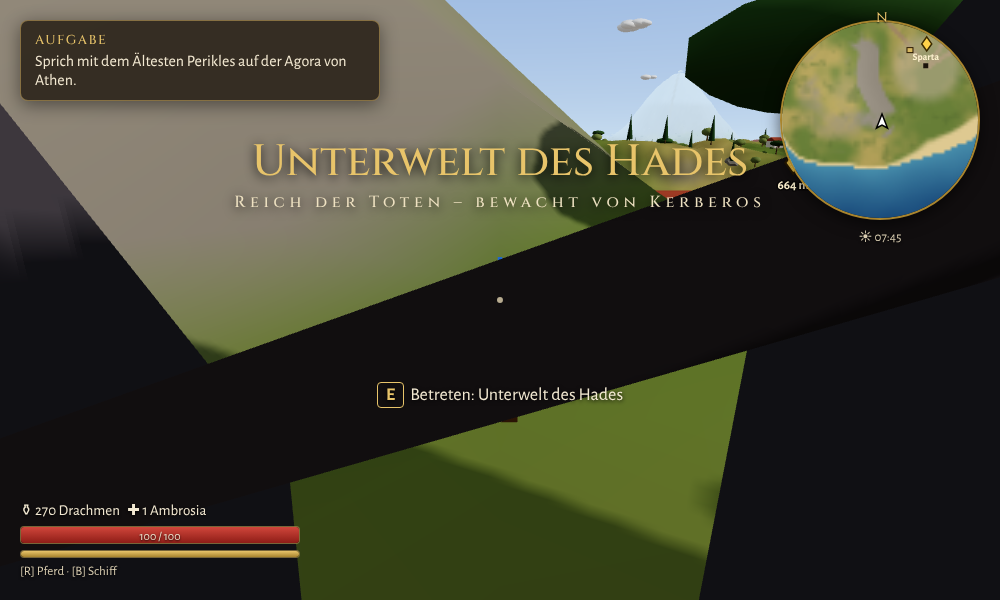 AUFGABE
Sprich mit dem Ältesten Perikles auf der Agora von
Athen.
N
Sparta
Unterwelt des Hades
Reich der Toten – bewacht von Kerberos
664 m
☀ 07:45
E Betreten: Unterwelt des Hades
270 Drachmen 1 Ambrosia
100 / 100
[R] Pferd · [B] Schiff